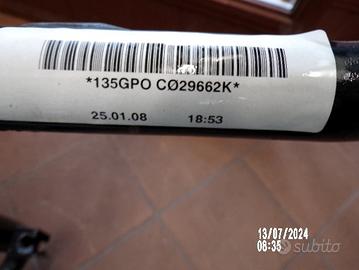 *135GPO CØ29662K*
25.01.08 18:53
13/07/2024
08:35
subito